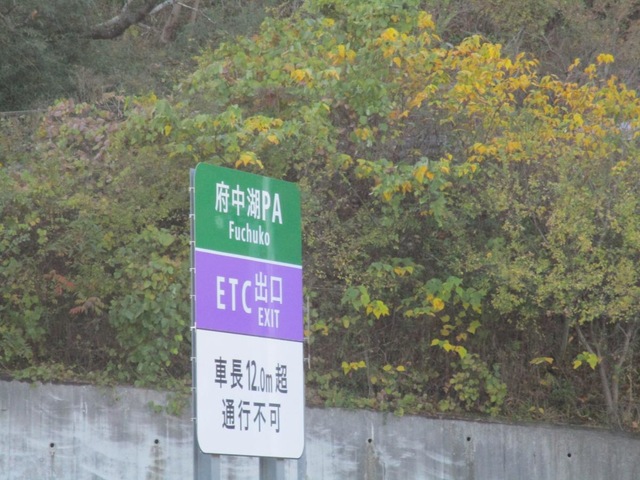 府中湖PA
Fuchuko
ETC出口
EXIT
車長12.0m超
通行不可